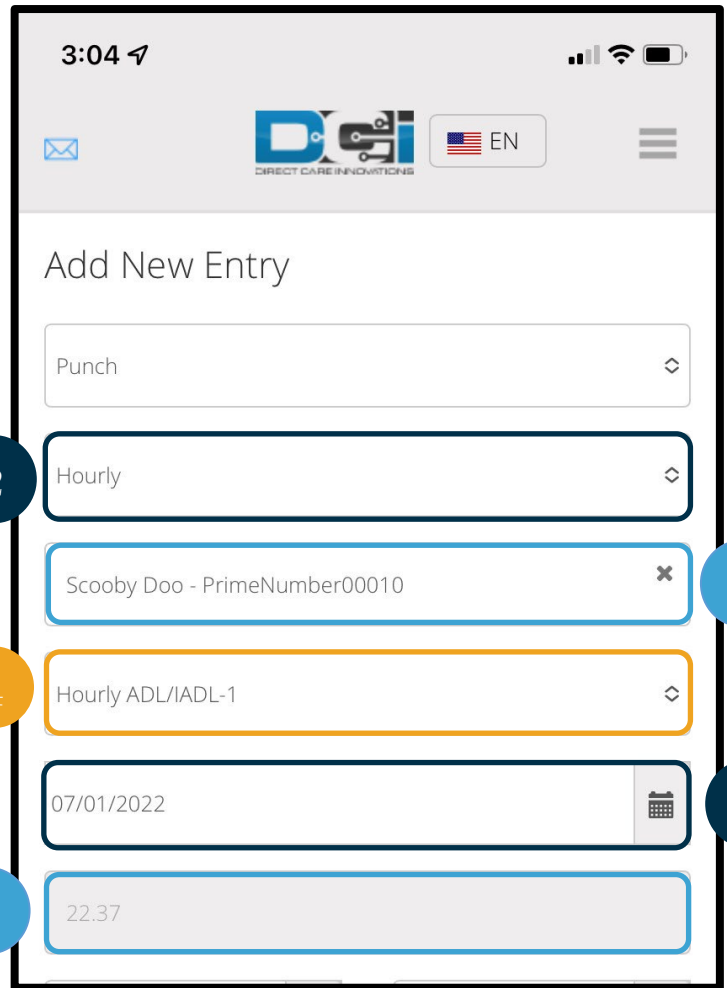 3:04
DCI
DIRECT CARE INNOVATIONS
EN
Add New Entry
Punch
Hourly
Scooby Doo - PrimeNumber00010
Hourly ADL/IADL-1
07/01/2022
22.37